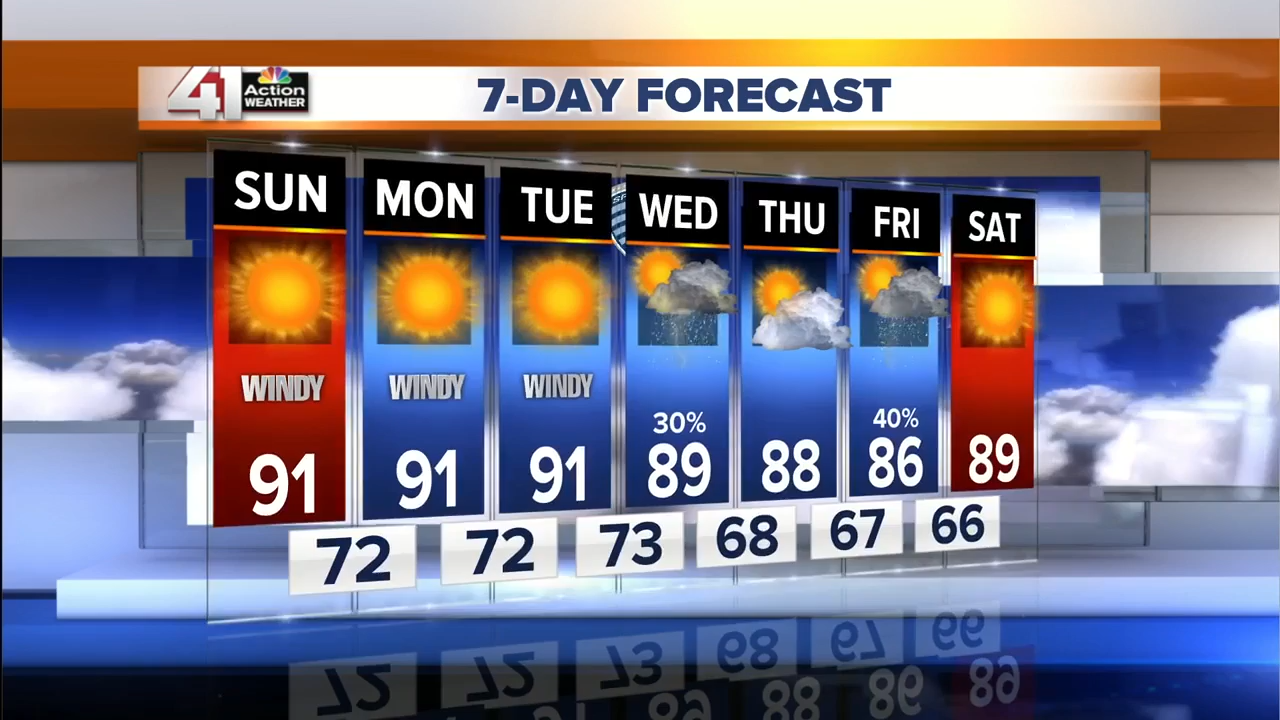 41 Action WEATHER
7-DAY FORECAST
SUN MON TUE WED THU FRI SAT
WINDY WINDY WINDY
30% 40%
91 91 91 89 88 86 89
72 72 73 68 67 66